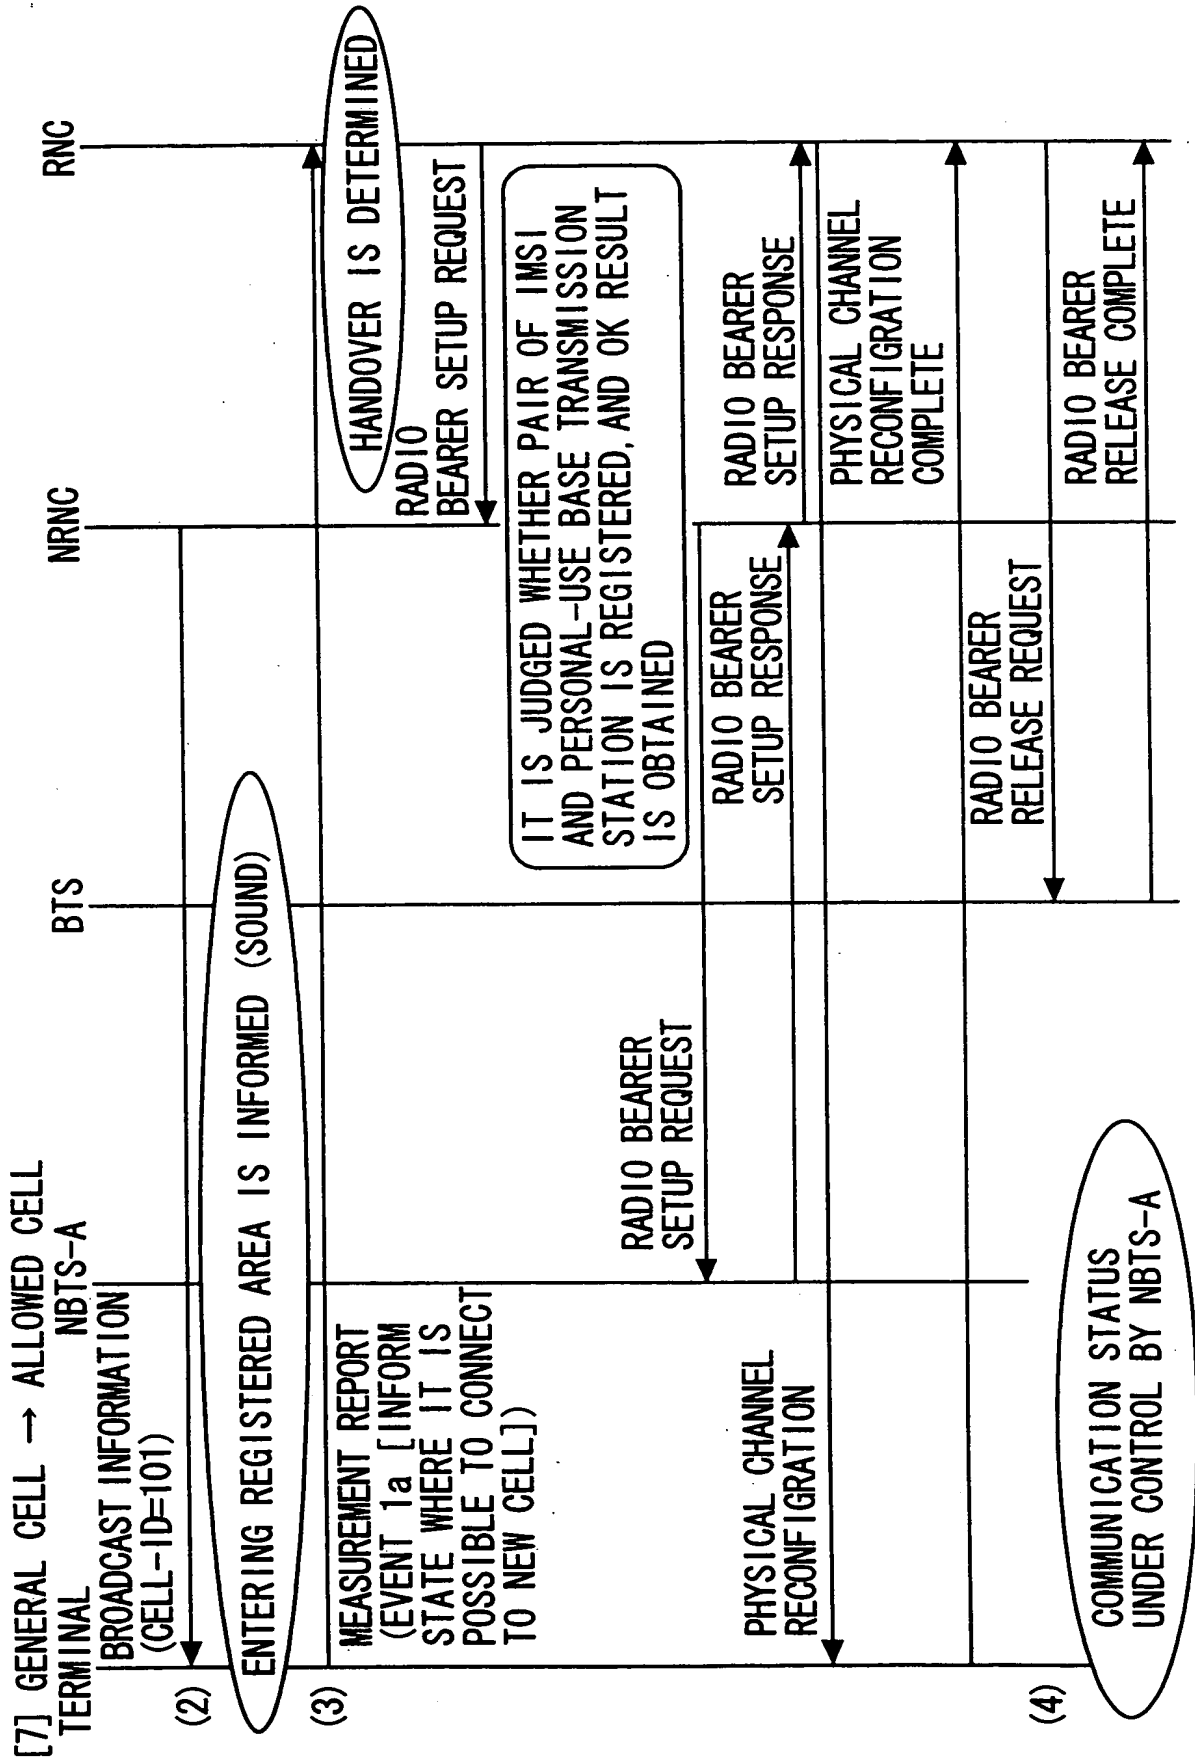 [7] GENERAL CELL → ALLOWED CELL
TERMINAL
NBTS-A
BTS
NRNC
RNC
BROADCAST INFORMATION
(CELL-ID=101)
(2)
ENTERING REGISTERED AREA IS INFORMED (SOUND)
(3)
MEASUREMENT REPORT
(EVENT 1a [INFORM
STATE WHERE IT IS
POSSIBLE TO CONNECT
TO NEW CELL])
HANDOVER IS DETERMINED
RADIO
BEARER SETUP REQUEST
IT IS JUDGED WHETHER PAIR OF IMSI
AND PERSONAL-USE BASE TRANSMISSION
STATION IS REGISTERED, AND OK RESULT
IS OBTAINED
RADIO BEARER
SETUP REQUEST
RADIO BEARER
SETUP RESPONSE
RADIO BEARER
SETUP RESPONSE
PHYSICAL CHANNEL
RECONFIGRATION
PHYSICAL CHANNEL
RECONFIGRATION
COMPLETE
RADIO BEARER
RELEASE REQUEST
RADIO BEARER
RELEASE COMPLETE
(4)
COMMUNICATION STATUS
UNDER CONTROL BY NBTS-A